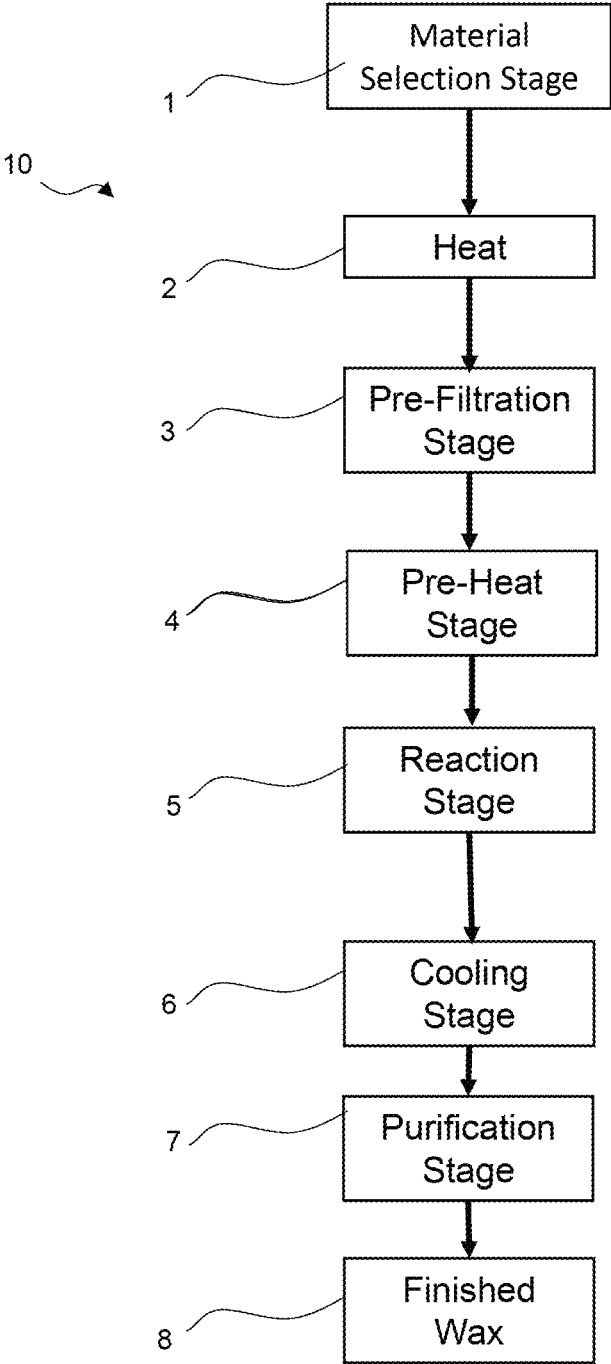 Material
Selection Stage
1
10
Heat
2
Pre-Filtration
Stage
3
Pre-Heat
Stage
4
Reaction
Stage
5
Cooling
Stage
6
Purification
Stage
7
Finished
Wax
8